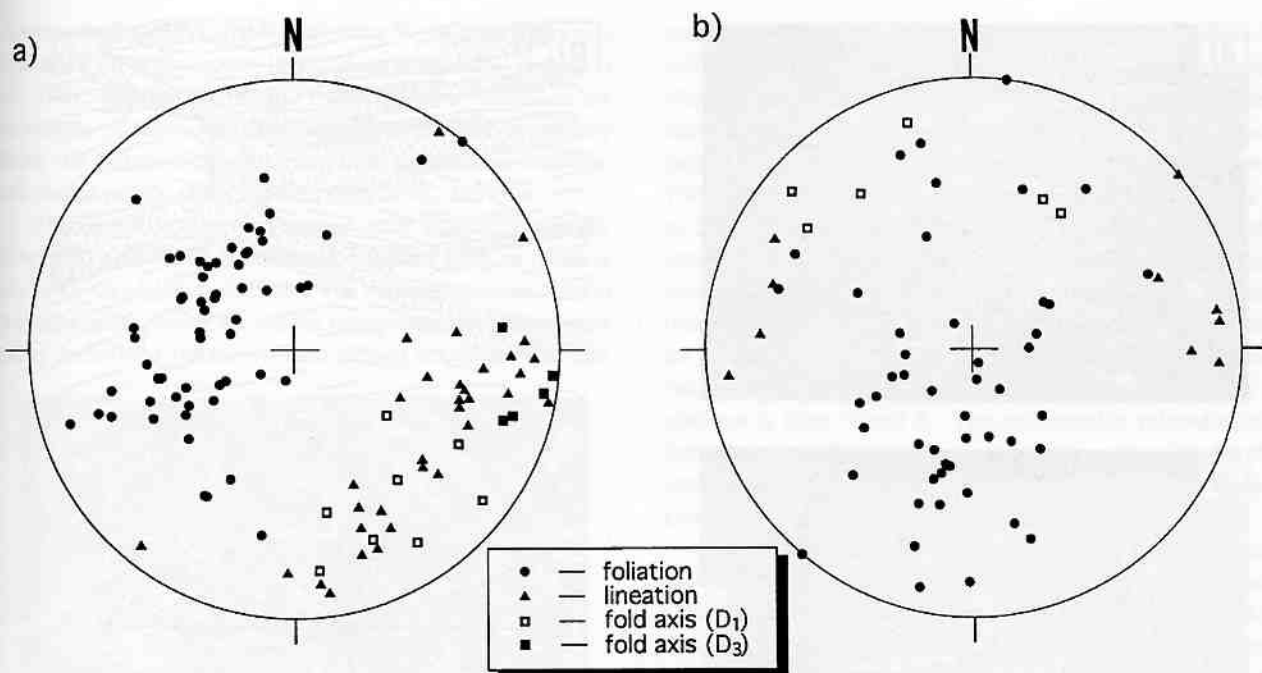 a)
N
b)
N
● — foliation
▲ — lineation
□ — fold axis (D₁)
■ — fold axis (D₃)